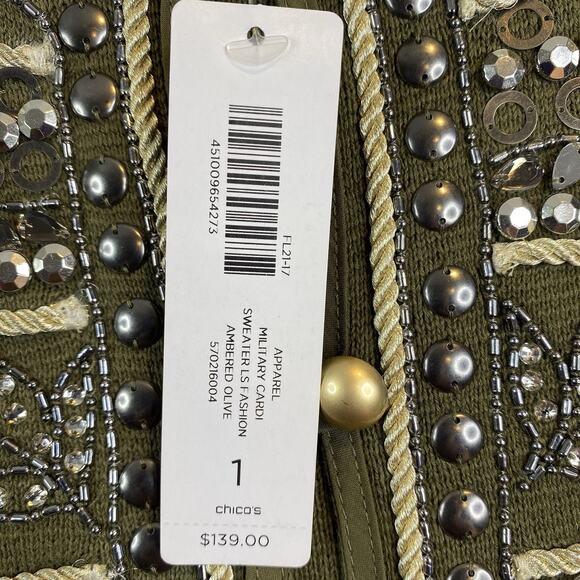 451009654273
FL21-17
APPAREL
MILITARY CARDI
SWEATER LS FASHION
AMBERED OLIVE
570216004
1
chico's
$139.00